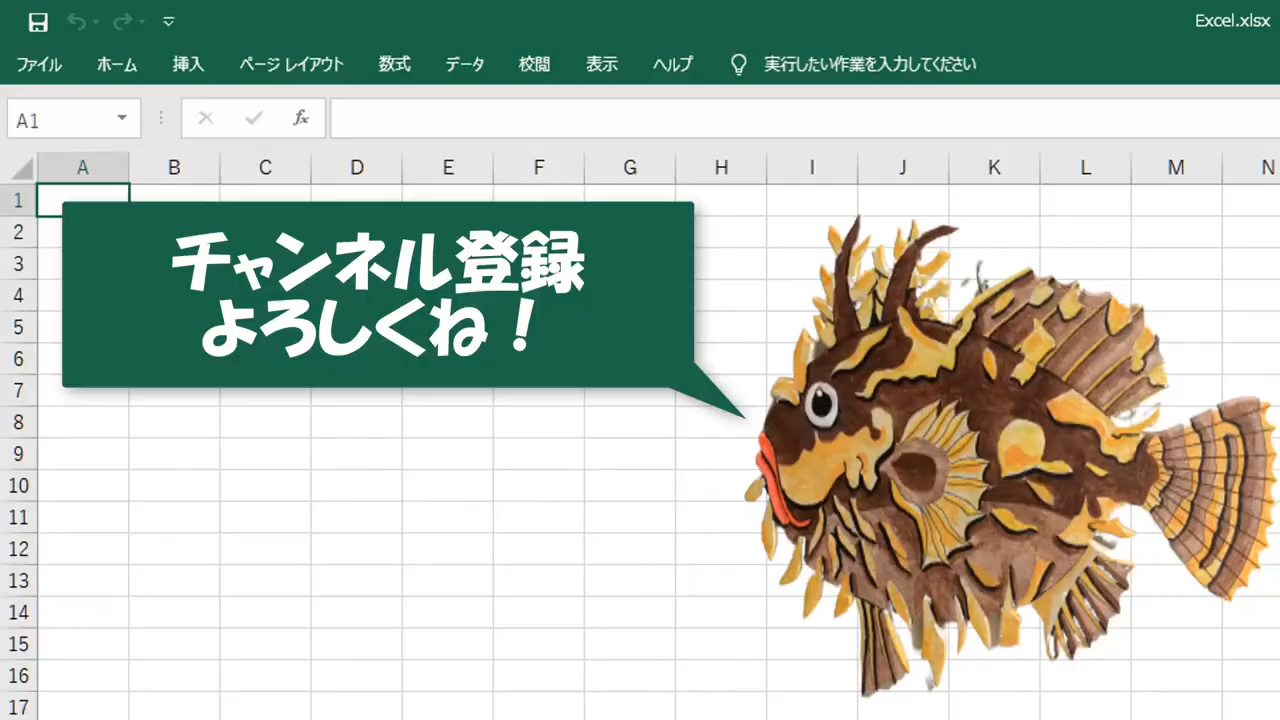 Excel.xlsx
ファイル ホーム 挿入 ページ レイアウト 数式 データ 校閲 表示 ヘルプ 実行したい作業を入力してください
A1 fx
A B C D E F G H I J K L M N
1
2
3
4
5
6
7
8
9
10
11
12
13
14
15
16
17
チャンネル登録
よろしくね！